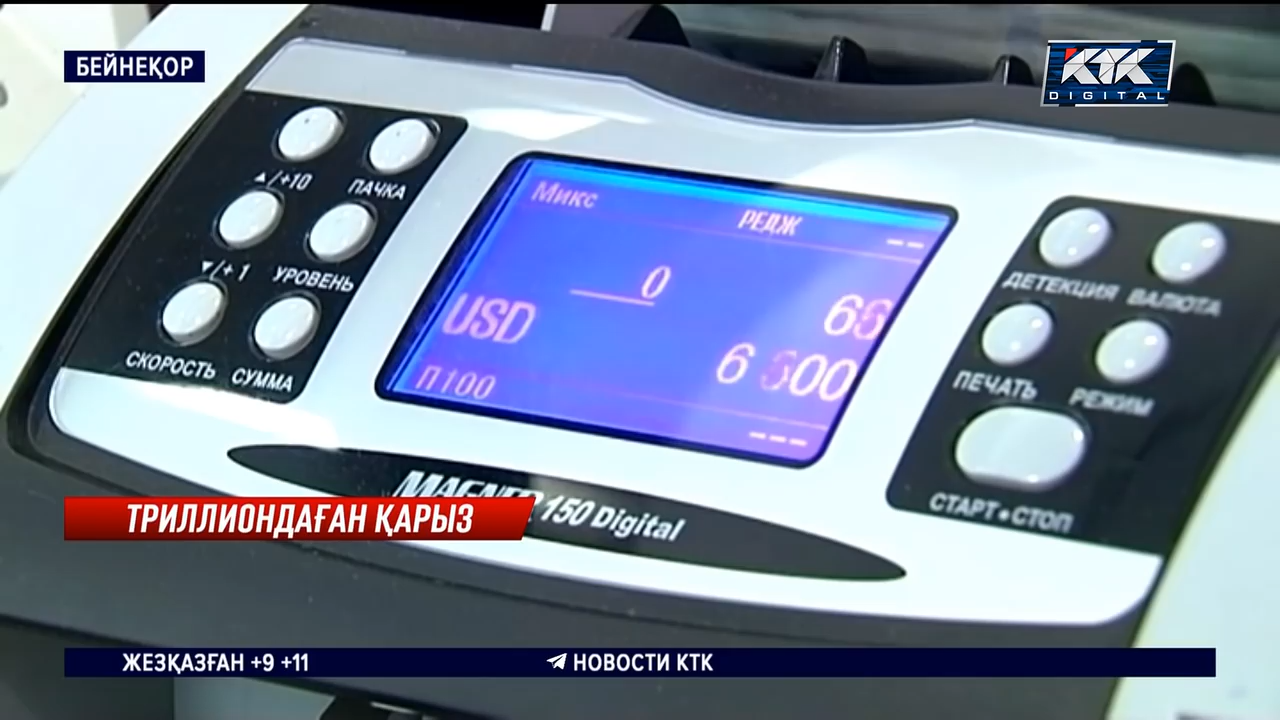 БЕЙНЕҚОР
КТК
DIGITAL
▲/+10
ПАЧКА
▼/+1
УРОВЕНЬ
СКОРОСТЬ
СУММА
Микс
РЕДЖ
--
0
USD
П100
---
ДЕТЕКЦИЯ
ВАЛЮТА
ПЕЧАТЬ
РЕЖИМ
СТАРТ•СТОП
150 Digital
ТРИЛЛИОНДАҒАН ҚАРЫЗ
ЖЕЗҚАЗҒАН +9 +11
НОВОСТИ КТК